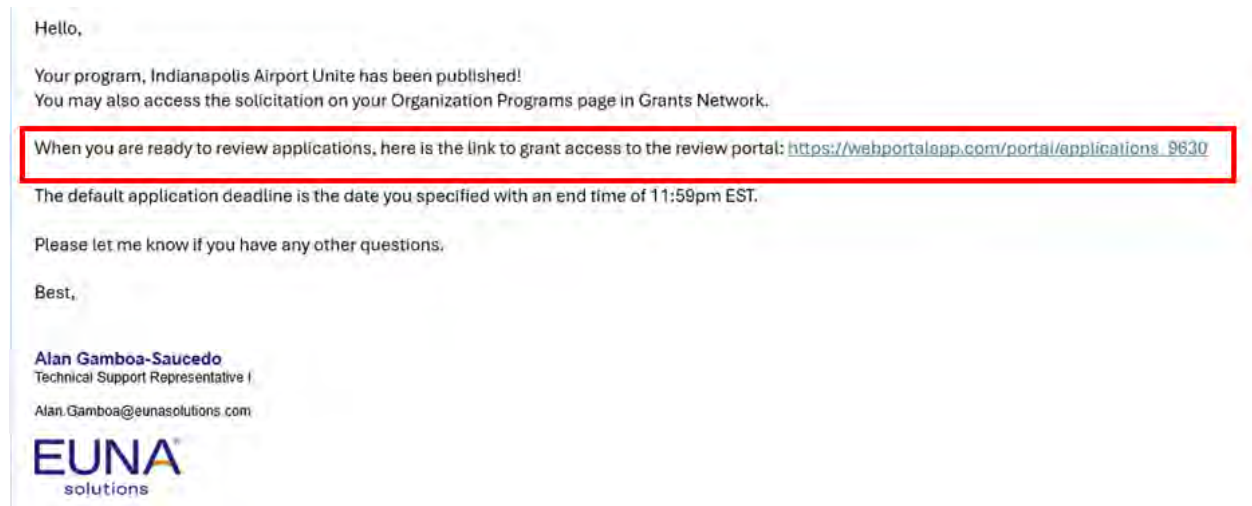 Hello,
Your program, Indianapolis Airport Unite has been published!
You may also access the solicitation on your Organization Programs page in Grants Network.
When you are ready to review applications, here is the link to grant access to the review portal: https://webportalapp.com/portal/applications_9630
The default application deadline is the date you specified with an end time of 11:59pm EST.
Please let me know if you have any other questions.
Best,
Alan Gamboa-Saucedo
Technical Support Representative I
Alan.Gamboa@eunasolutions.com
EUNA
solutions